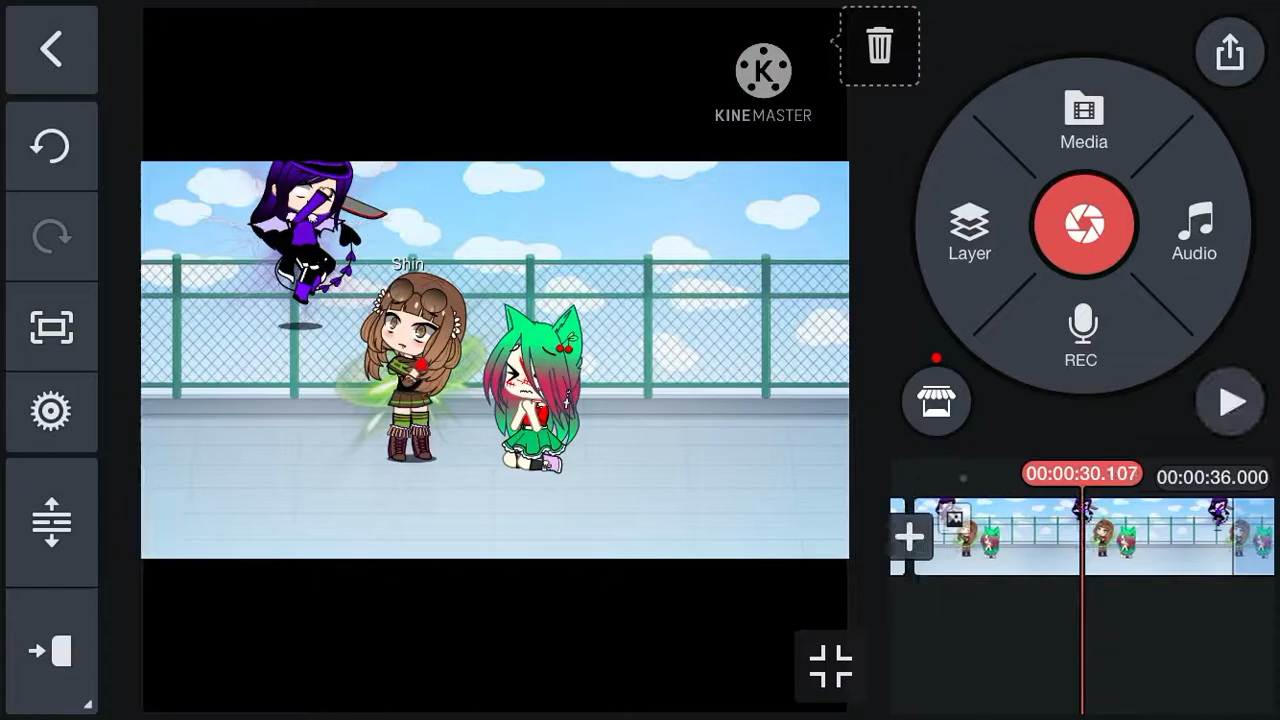 KINEMASTER
Media
Layer
Audio
REC
Shin
00:00:30.107
00:00:36.000